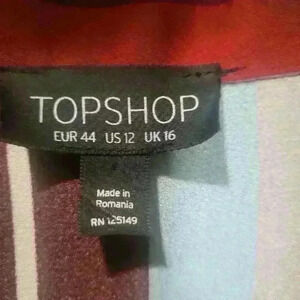 TOPSHOP
EUR 44 US 12 UK 16
Made in
Romania
RN 125149